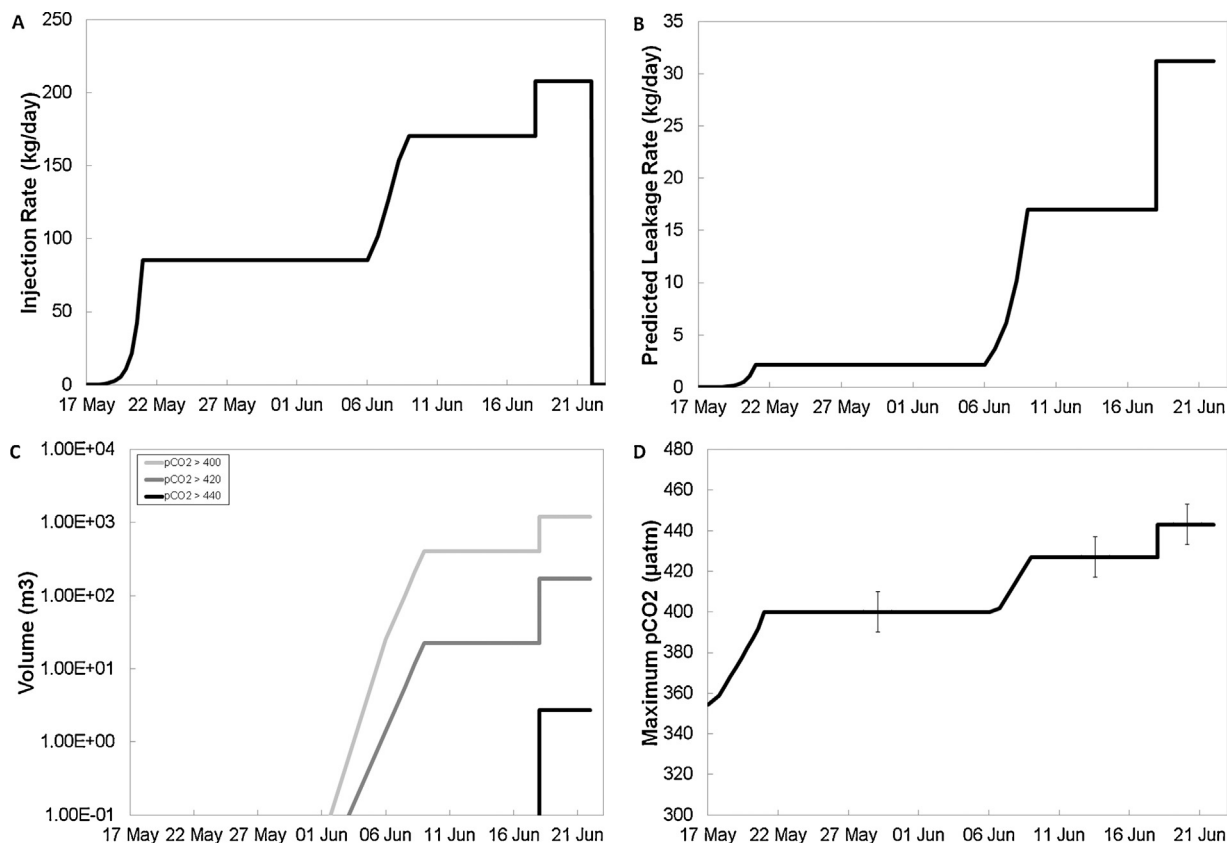 A
Injection Rate (kg/day)
250
200
150
100
50
0
17 May 22 May 27 May 01 Jun 06 Jun 11 Jun 16 Jun 21 Jun
B
Predicted Leakage Rate (kg/day)
35
30
25
20
15
10
5
0
17 May 22 May 27 May 01 Jun 06 Jun 11 Jun 16 Jun 21 Jun
C
Volume (m3)
1.00E+04
1.00E+03
1.00E+02
1.00E+01
1.00E+00
1.00E-01
pCO2 > 400
pCO2 > 420
pCO2 > 440
17 May 22 May 27 May 01 Jun 06 Jun 11 Jun 16 Jun 21 Jun
D
Maximum pCO2 (µatm)
480
460
440
420
400
380
360
340
320
300
17 May 22 May 27 May 01 Jun 06 Jun 11 Jun 16 Jun 21 Jun